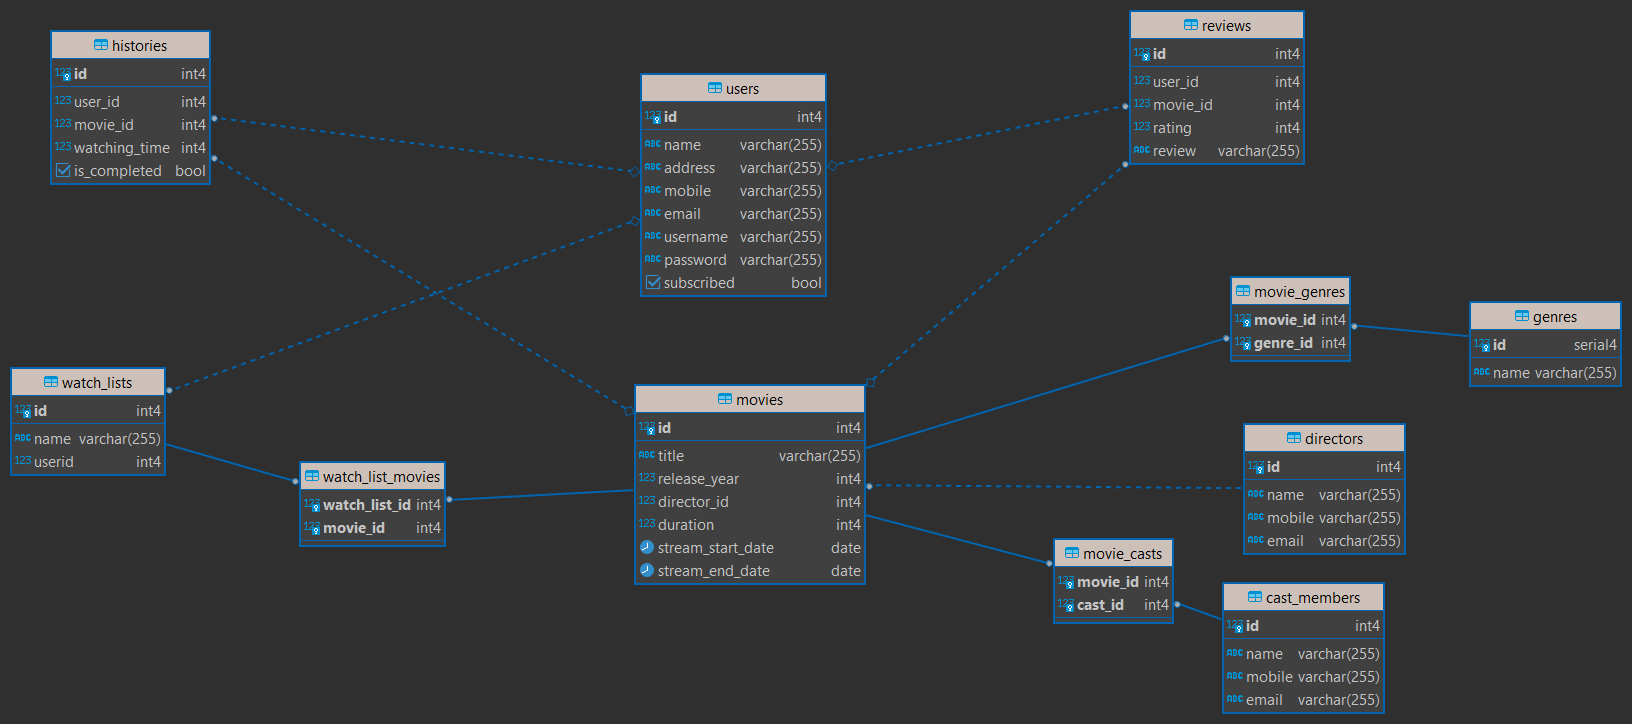 histories
id int4
user_id int4
movie_id int4
watching_time int4
is_completed bool
users
id int4
name varchar(255)
address varchar(255)
mobile varchar(255)
email varchar(255)
username varchar(255)
password varchar(255)
subscribed bool
reviews
id int4
user_id int4
movie_id int4
rating int4
review varchar(255)
movie_genres
movie_id int4
genre_id int4
genres
id serial4
name varchar(255)
watch_lists
id int4
name varchar(255)
userid int4
watch_list_movies
watch_list_id int4
movie_id int4
movies
id int4
title varchar(255)
release_year int4
director_id int4
duration int4
stream_start_date date
stream_end_date date
directors
id int4
name varchar(255)
mobile varchar(255)
email varchar(255)
movie_casts
movie_id int4
cast_id int4
cast_members
id int4
name varchar(255)
mobile varchar(255)
email varchar(255)